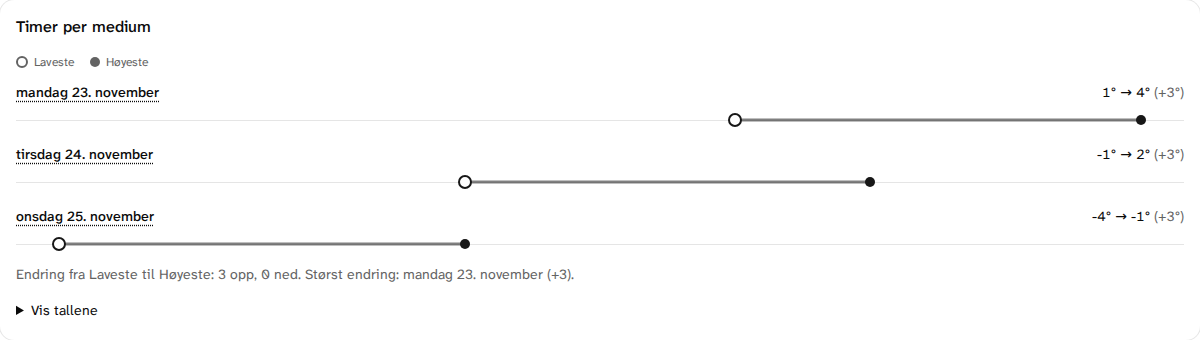 Timer per medium
Laveste Høyeste
mandag 23. november 1° → 4° (+3°)
tirsdag 24. november -1° → 2° (+3°)
onsdag 25. november -4° → -1° (+3°)
Endring fra Laveste til Høyeste: 3 opp, 0 ned. Størst endring: mandag 23. november (+3).
Vis tallene